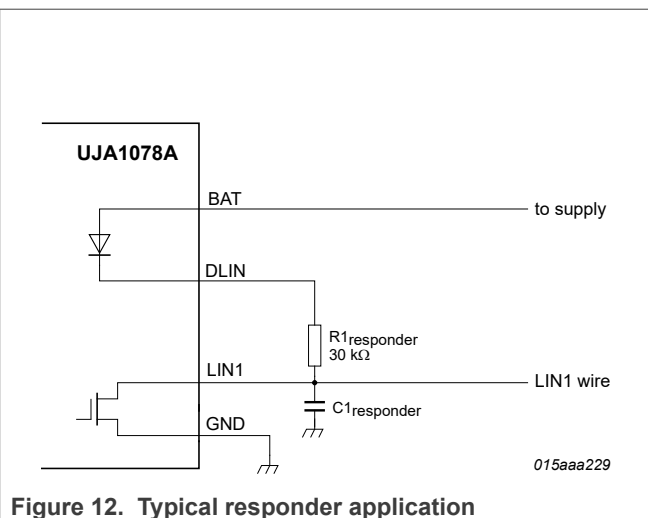 UJA1078A
BAT
to supply
DLIN
R1responder
30 kΩ
LIN1
LIN1 wire
C1responder
GND
015aaa229
Figure 12. Typical responder application